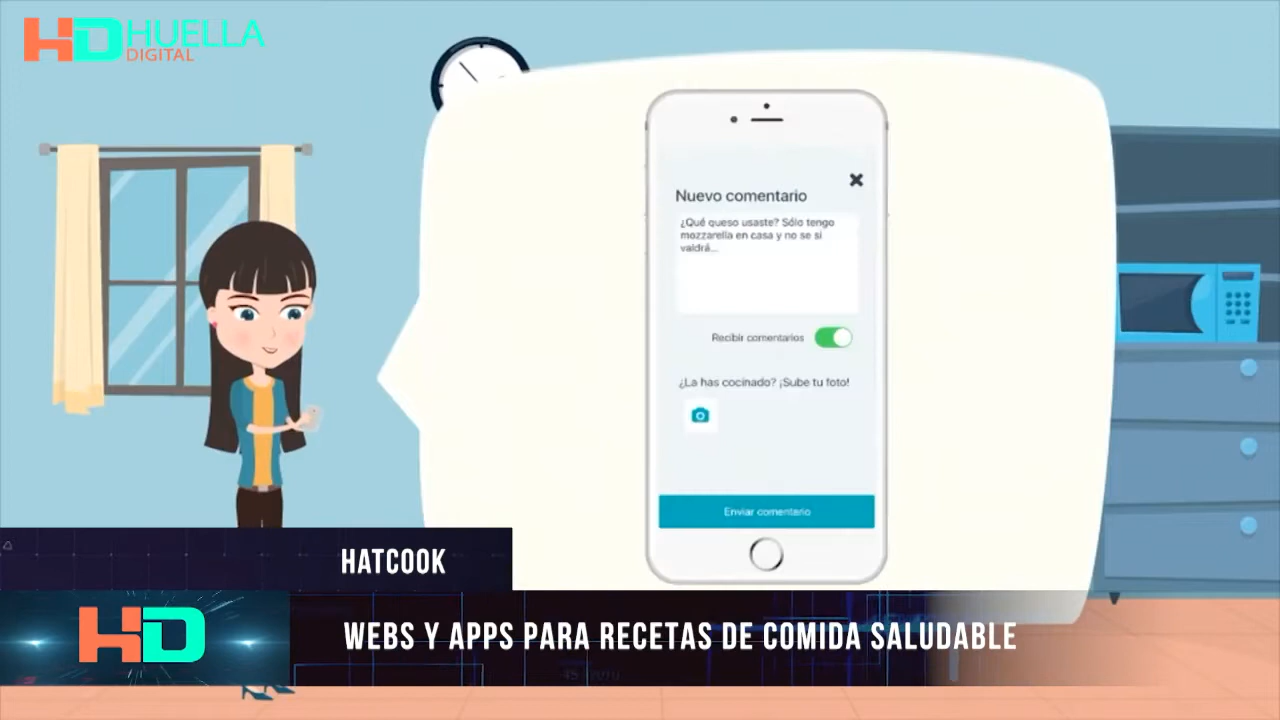 HD HUELLA
DIGITAL
Nuevo comentario
¿Qué queso usaste? Sólo tengo
mozzarella en casa y no se si
valdrá...
Recibir comentarios
¿La has cocinado? ¡Sube tu foto!
Enviar comentario
HATCOOK
HD
WEBS Y APPS PARA RECETAS DE COMIDA SALUDABLE